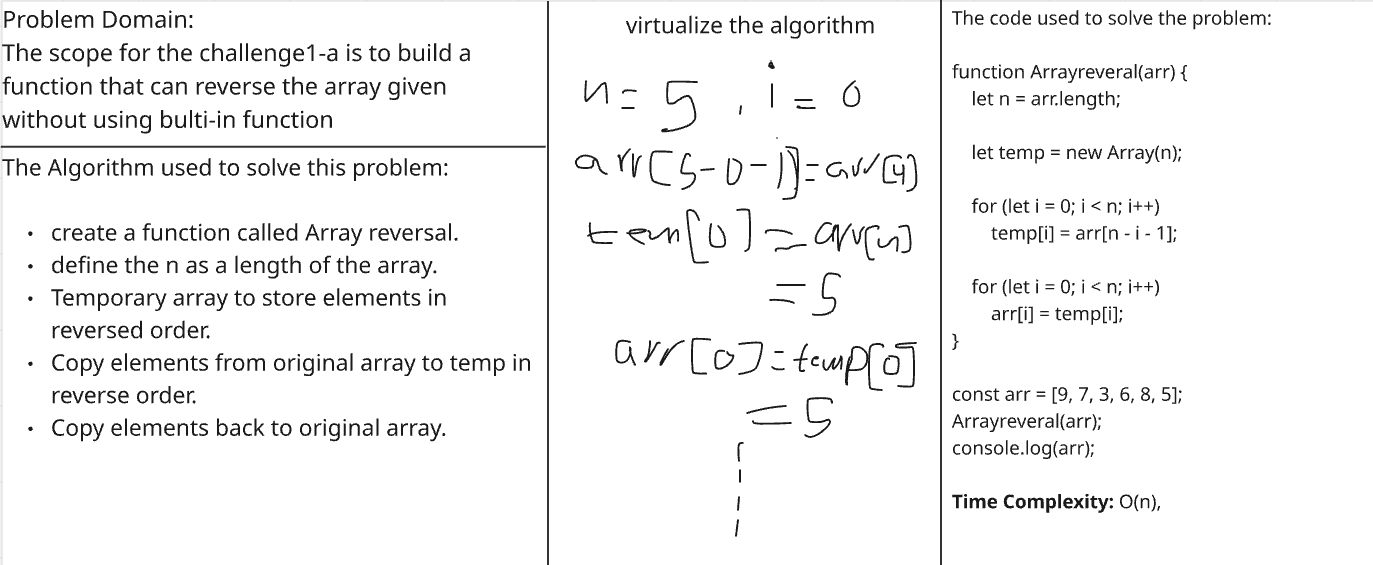 Problem Domain:
The scope for the challenge1-a is to build a
function that can reverse the array given
without using bulti-in function
The Algorithm used to solve this problem:
• create a function called Array reversal.
• define the n as a length of the array.
• Temporary array to store elements in
reversed order.
• Copy elements from original array to temp in
reverse order.
• Copy elements back to original array.
virtualize the algorithm
n = 5 , i = 0
arr[5-0-1]=arr[4]
=5
arr[0]=temp[0]
=5
The code used to solve the problem:
function Arrayreveral(arr) {
let n = arr.length;
let temp = new Array(n);
for (let i = 0; i < n; i++)
temp[i] = arr[n - i - 1];
for (let i = 0; i < n; i++)
arr[i] = temp[i];
}
const arr = [9, 7, 3, 6, 8, 5];
Arrayreveral(arr);
console.log(arr);
Time Complexity: O(n),